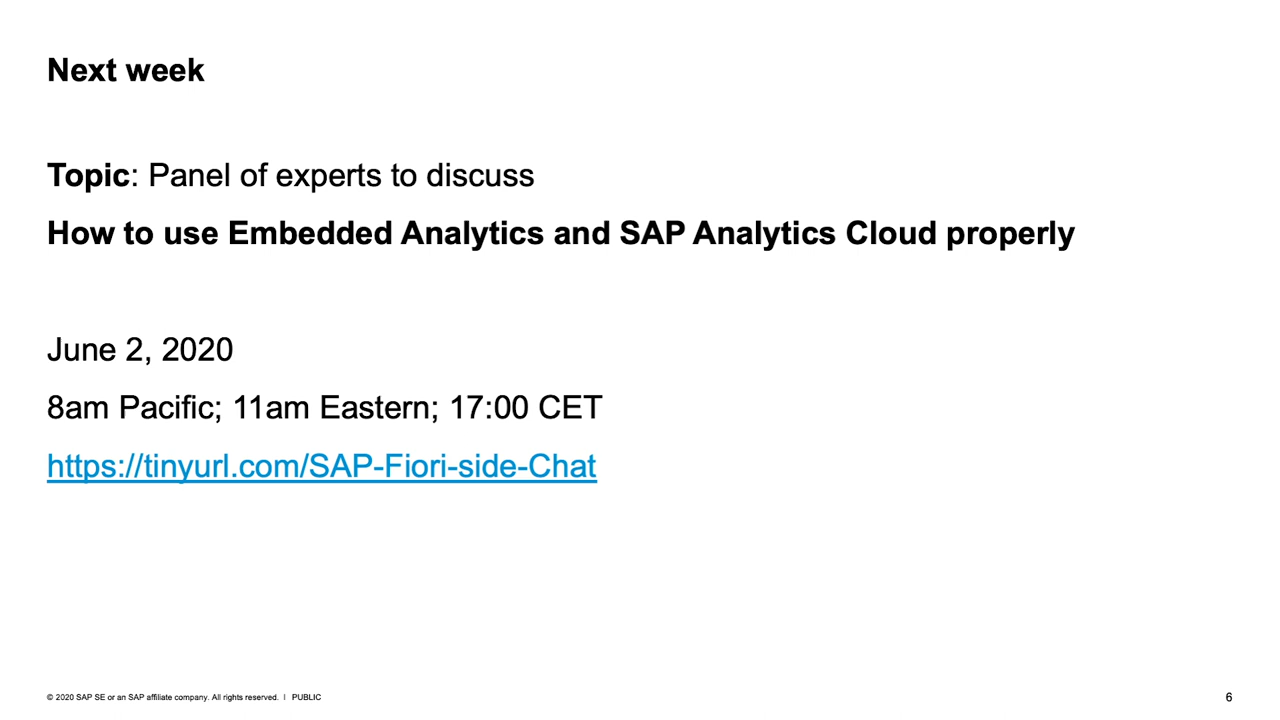 Next week
Topic: Panel of experts to discuss
How to use Embedded Analytics and SAP Analytics Cloud properly
June 2, 2020
8am Pacific; 11am Eastern; 17:00 CET
https://tinyurl.com/SAP-Fiori-side-Chat
© 2020 SAP SE or an SAP affiliate company. All rights reserved. I PUBLIC
6